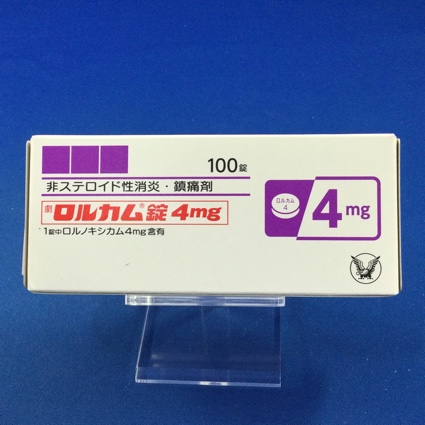 100錠
非ステロイド性消炎・鎮痛剤
劇 ロルカム®錠4mg
1錠中ロルノキシカム4mg含有
ロルカム
4
4mg